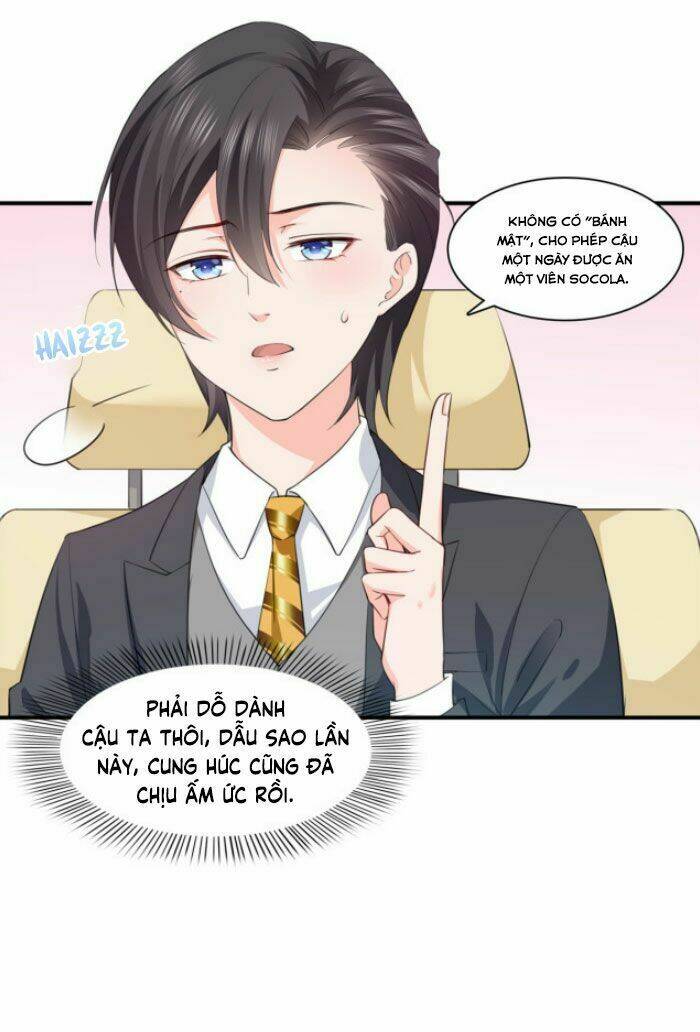 KHÔNG CÓ "BÁNH
MẬT", CHO PHÉP CẬU
MỘT NGÀY ĐƯỢC ĂN
MỘT VIÊN SOCOLA.
HAIZZZ
PHẢI DỖ DÀNH
CẬU TA THÔI, DẪU SAO LẦN
NÀY, CUNG HÚC CŨNG ĐÃ
CHỊU ẤM ỨC RỒI.